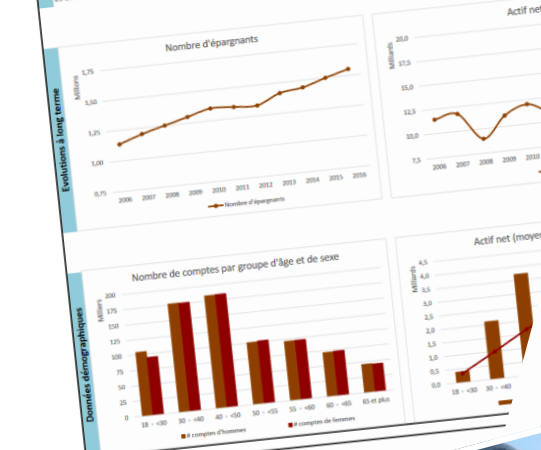 Evolutions à long terme
Nombre d'épargnants
Millions
1,75
1,50
1,25
1,00
0,75
2006 2007 2008 2009 2010 2011 2012 2013 2014 2015 2016
Nombre d'épargnants
Actif net
Milliards
20,0
17,5
15,0
12,5
10,0
7,5
2006 2007 2008 2009 2010
Données démographiques
Nombre de comptes par groupe d'âge et de sexe
Milliers
200
175
150
125
100
75
50
25
0
18 - <30 30 - <40 40 - <50 50 - <55 55 - <60 60 - <65 65 et plus
# comptes d'hommes # comptes de femmes
Actif net (moye
Milliards
4,5
4,0
3,5
3,0
2,5
2,0
1,5
1,0
0,5
0,0
18 - <30 30 - <40